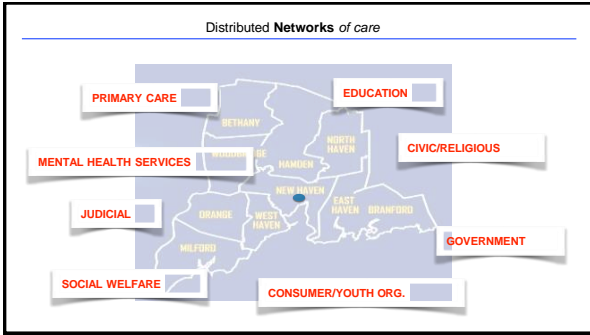 Distributed Networks of care
PRIMARY CARE
EDUCATION
BETHANY
NORTH
HAVEN
CIVIC/RELIGIOUS
MENTAL HEALTH SERVICES
WOODBRIDGE
HAMDEN
NEW HAVEN
JUDICIAL
ORANGE
WEST
HAVEN
EAST
HAVEN
BRANFORD
MILFORD
GOVERNMENT
SOCIAL WELFARE
CONSUMER/YOUTH ORG.